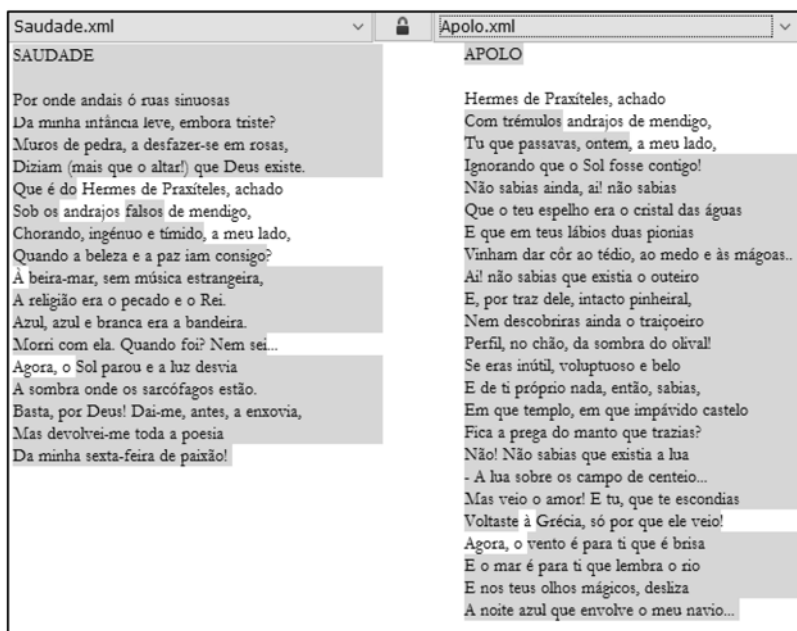 Saudade.xml
SAUDADE
Por onde andais ó ruas sinuosas
Da minha infância leve, embora triste?
Muros de pedra, a desfazer-se em rosas,
Diziam (mais que o altar!) que Deus existe.
Que é do Hermes de Praxíteles, achado
Sob os andrajos falsos de mendigo,
Chorando, ingénuo e tímido, a meu lado,
Quando a beleza e a paz iam consigo?
À beira-mar, sem música estrangeira,
A religião era o pecado e o Rei.
Azul, azul e branca era a bandeira.
Morri com ela. Quando foi? Nem sei...
Agora, o Sol parou e a luz desvia
A sombra onde os sarcófagos estão.
Basta, por Deus! Dai-me, antes, a enxovia,
Mas devolvei-me toda a poesia
Da minha sexta-feira de paixão!
Apolo.xml
APOLO
Hermes de Praxíteles, achado
Com trémulos andrajos de mendigo,
Tu que passavas, ontem, a meu lado,
Ignorando que o Sol fosse contigo!
Não sabias ainda, ai! não sabias
Que o teu espelho era o cristal das águas
E que em teus lábios duas pionias
Vinham dar côr ao tédio, ao medo e às mágoas..
Ai! não sabias que existia o outeiro
E, por traz dele, intacto pinheiral,
Nem descobriras ainda o traiçoeiro
Perfil, no chão, da sombra do olival!
Se eras inútil, voluptuoso e belo
E de ti próprio nada, então, sabias,
Em que templo, em que impávido castelo
Fica a prega do manto que trazias?
Não! Não sabias que existia a lua
- A lua sobre os campo de centeio...
Mas veio o amor! E tu, que te escondias
Voltaste à Grécia, só por que ele veio!
Agora, o vento é para ti que é brisa
E o mar é para ti que lembra o rio
E nos teus olhos mágicos, desliza
A noite azul que envolve o meu navio...